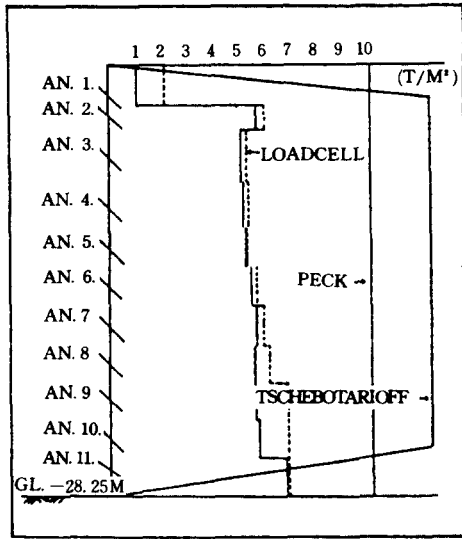 1 2 3 4 5 6 7 8 9 10
(T/M²)
AN. 1.
AN. 2.
AN. 3
LOADCELL
AN. 4.
AN. 5.
AN. 6.
PECK
AN. 7
AN. 8
AN. 9
TSCHEBOTARIOFF
AN. 10.
AN. 11.
GL. －28. 25M